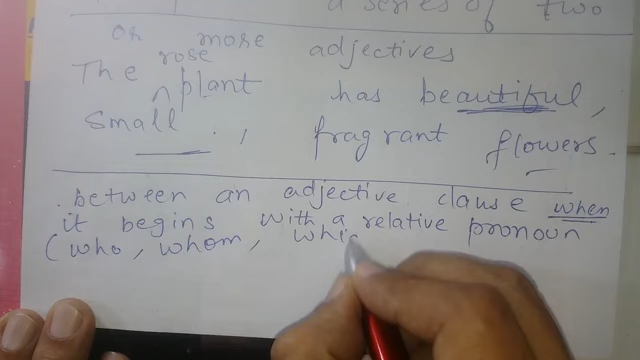 a series of two
or more adjectives
rose
The ^ plant has beautiful,
small , fragrant flowers.
. between an adjective clause when
it begins with a relative pronoun
(who, whom, whi